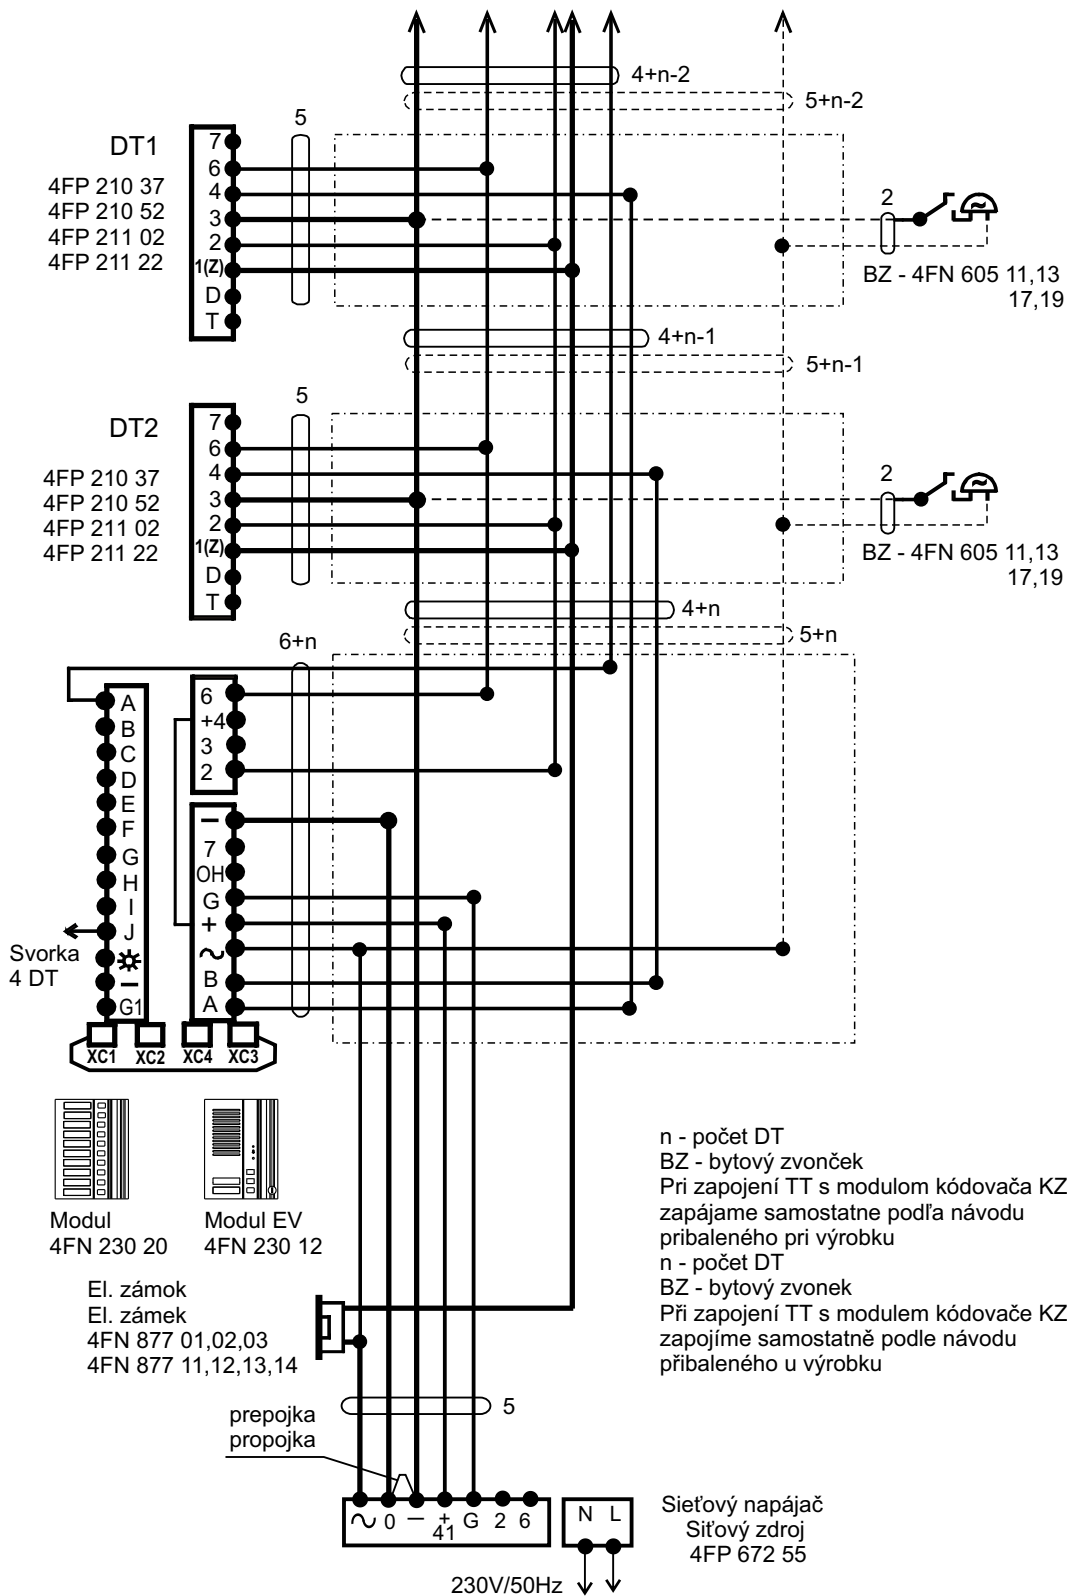 4+n-2
5+n-2
5
DT1
4FP 210 37
4FP 210 52
4FP 211 02
4FP 211 22
7
6
4
3
2
1(Z)
D
T
2
BZ - 4FN 605 11,13
17,19
4+n-1
5+n-1
5
DT2
4FP 210 37
4FP 210 52
4FP 211 02
4FP 211 22
7
6
4
3
2
1(Z)
D
T
2
BZ - 4FN 605 11,13
17,19
4+n
5+n
6+n
A
B
C
D
E
F
G
H
I
J
–
G1
Svorka
4 DT
6
+4
3
2
–
7
OH
G
+
~
B
A
XC1
XC2
XC4
XC3
Modul
4FN 230 20
Modul EV
4FN 230 12
El. zámok
El. zámek
4FN 877 01,02,03
4FN 877 11,12,13,14
n - počet DT
BZ - bytový zvonček
Pri zapojení TT s modulom kódovača KZ
zapájame samostatne podľa návodu
pribaleného pri výrobku
n - počet DT
BZ - bytový zvonek
Při zapojení TT s modulem kódovače KZ
zapojíme samostatně podle návodu
přibaleného u výrobku
5
prepojka
propojka
~ 0 – + G 2 6
41
N L
Sieťový napájač
Siťový zdroj
4FP 672 55
230V/50Hz